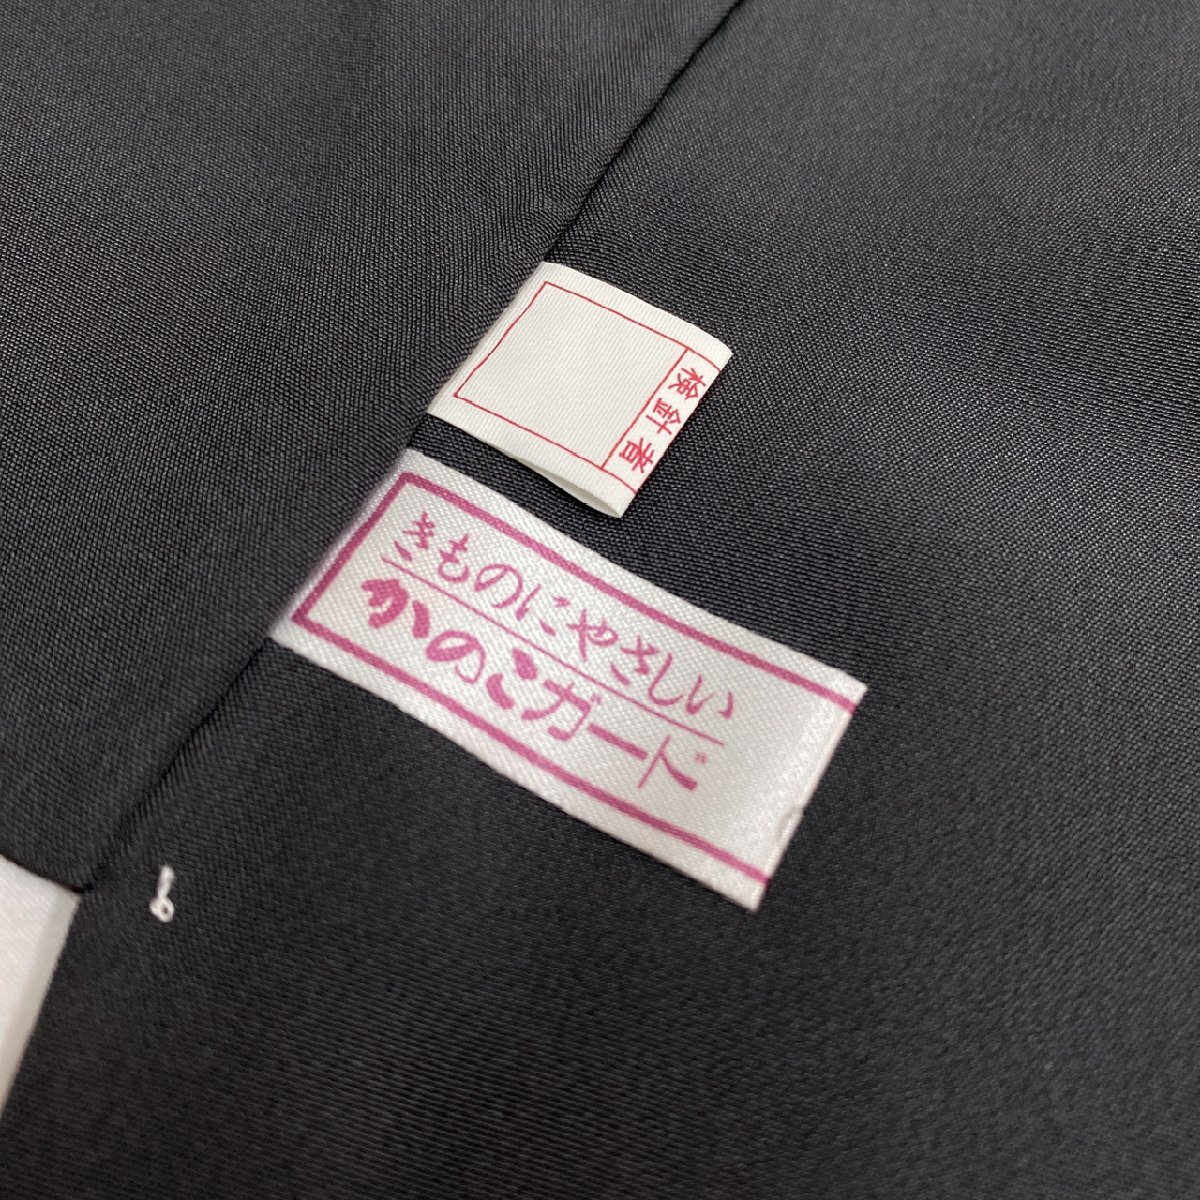 検針者
きものにやさしい
かのこガード